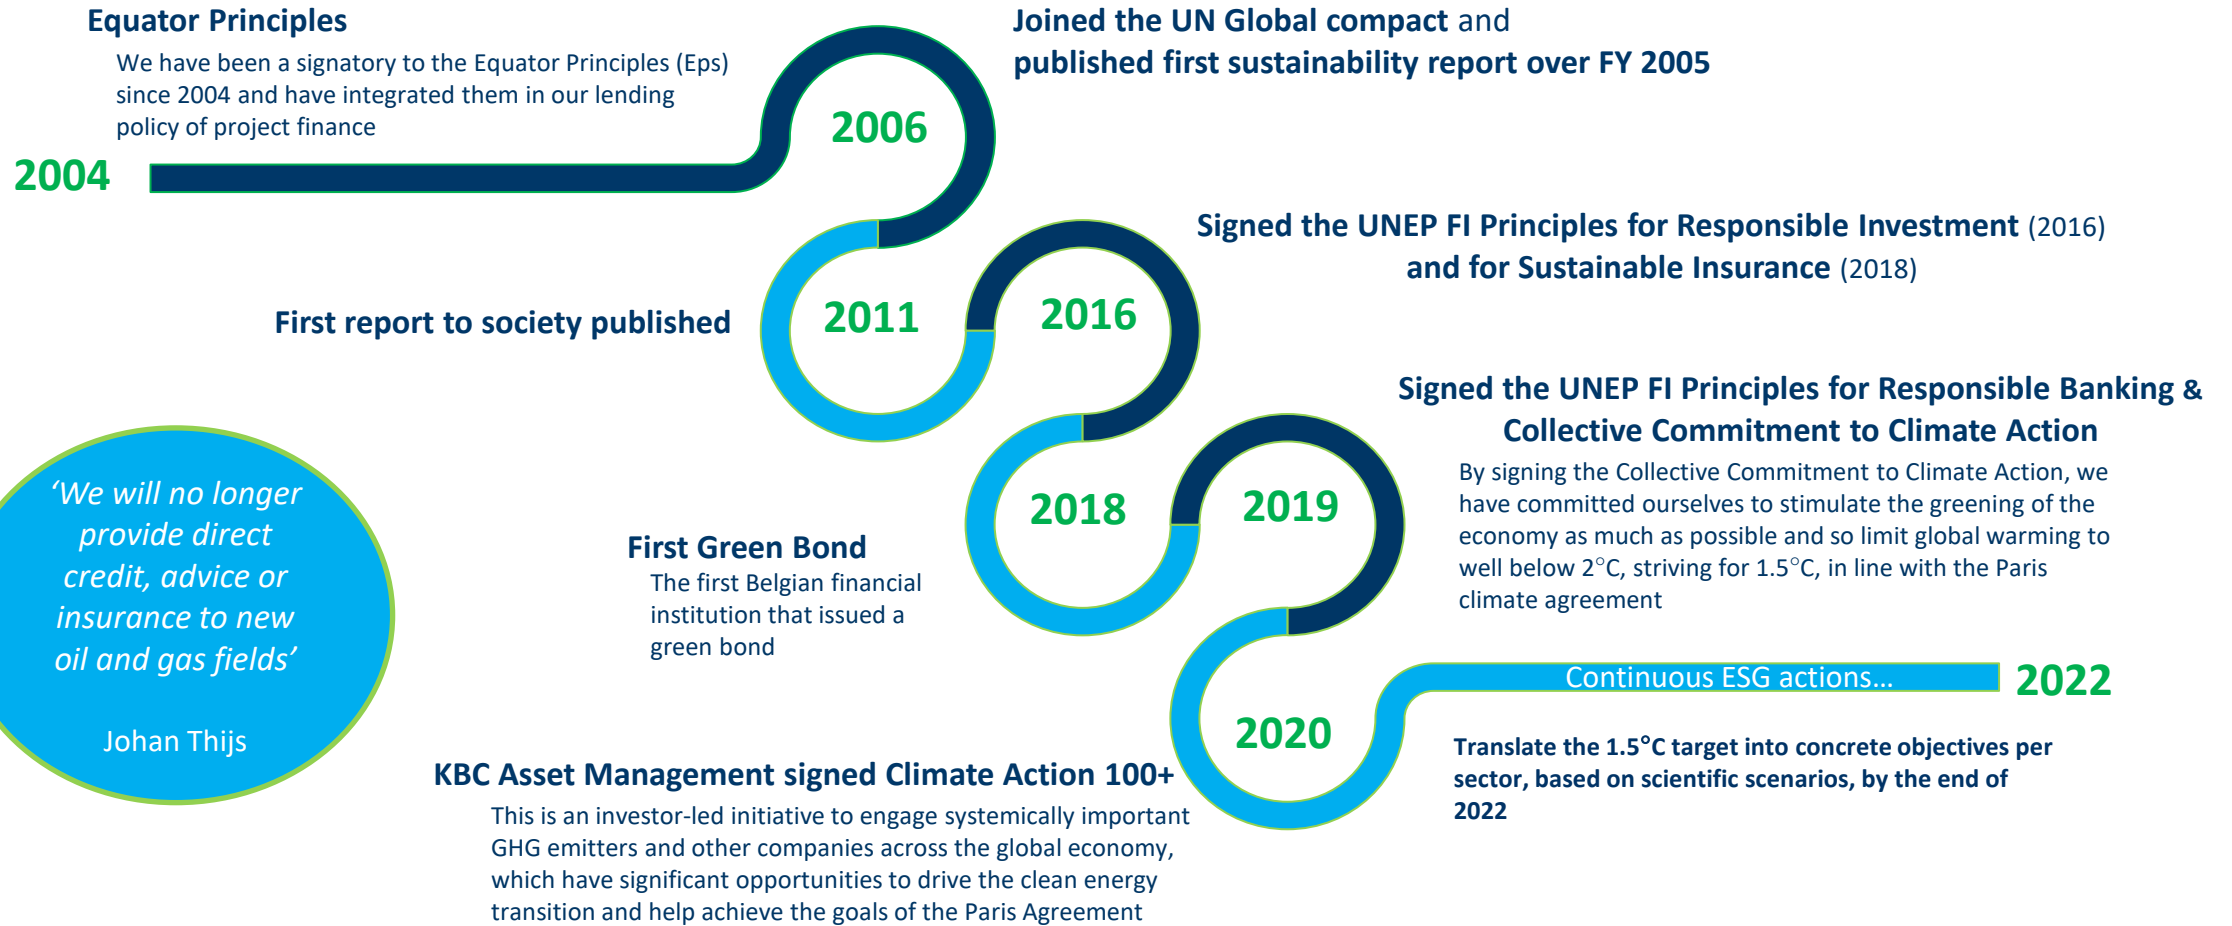 Equator Principles
We have been a signatory to the Equator Principles (Eps)
since 2004 and have integrated them in our lending
policy of project finance
2004
2006
Joined the UN Global compact and
published first sustainability report over FY 2005
First report to society published
2011
2016
Signed the UNEP FI Principles for Responsible Investment (2016)
and for Sustainable Insurance (2018)
‘We will no longer
provide direct
credit, advice or
insurance to new
oil and gas fields’
Johan Thijs
First Green Bond
The first Belgian financial
institution that issued a
green bond
2018
2019
Signed the UNEP FI Principles for Responsible Banking &
Collective Commitment to Climate Action
By signing the Collective Commitment to Climate Action, we
have committed ourselves to stimulate the greening of the
economy as much as possible and so limit global warming to
well below 2°C, striving for 1.5°C, in line with the Paris
climate agreement
KBC Asset Management signed Climate Action 100+
This is an investor-led initiative to engage systemically important
GHG emitters and other companies across the global economy,
which have significant opportunities to drive the clean energy
transition and help achieve the goals of the Paris Agreement
2020
Continuous ESG actions...
2022
Translate the 1.5°C target into concrete objectives per
sector, based on scientific scenarios, by the end of
2022